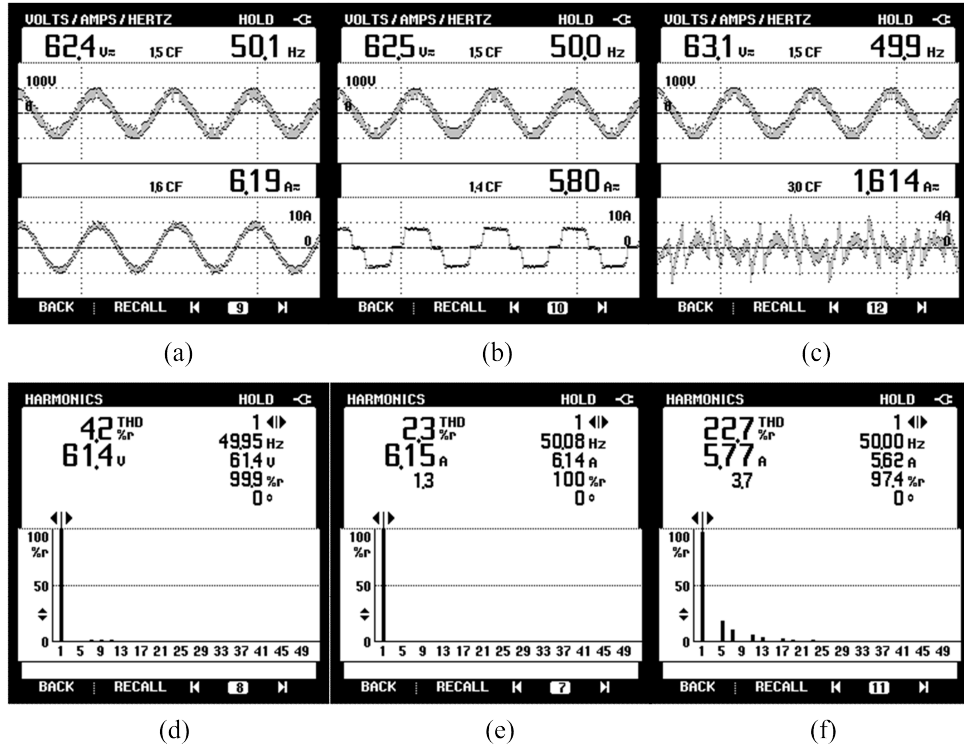 VOLTS/AMPS/HERTZ HOLD
62.4 V≂ 1.5 CF 50.1 Hz
100V
0
1.6 CF 6.19 A≂
10A
0
BACK RECALL 9
VOLTS/AMPS/HERTZ HOLD
62.5 V≂ 1.5 CF 50.0 Hz
100V
0
1.4 CF 5.80 A≂
10A
0
BACK RECALL 10
VOLTS/AMPS/HERTZ HOLD
63.1 V≂ 1.5 CF 49.9 Hz
100V
0
3.0 CF 1.614 A≂
4A
0
BACK RECALL 12
(a) (b) (c)
HARMONICS HOLD
4.2 THD %r 1
49.95 Hz
61.4 V 61.4 V
99.9 %r
0 °
100
%r
50
0
1 5 9 13 17 21 25 29 33 37 41 45 49
BACK RECALL 8
HARMONICS HOLD
2.3 THD %r 1
50.08 Hz
6.15 A 6.14 A
1.3 100 %r
0 °
100
%r
50
0
1 5 9 13 17 21 25 29 33 37 41 45 49
BACK RECALL 7
HARMONICS HOLD
22.7 THD %r 1
50.00 Hz
5.77 A 5.62 A
3.7 97.4 %r
0 °
100
%r
50
0
1 5 9 13 17 21 25 29 33 37 41 45 49
BACK RECALL 11
(d) (e) (f)